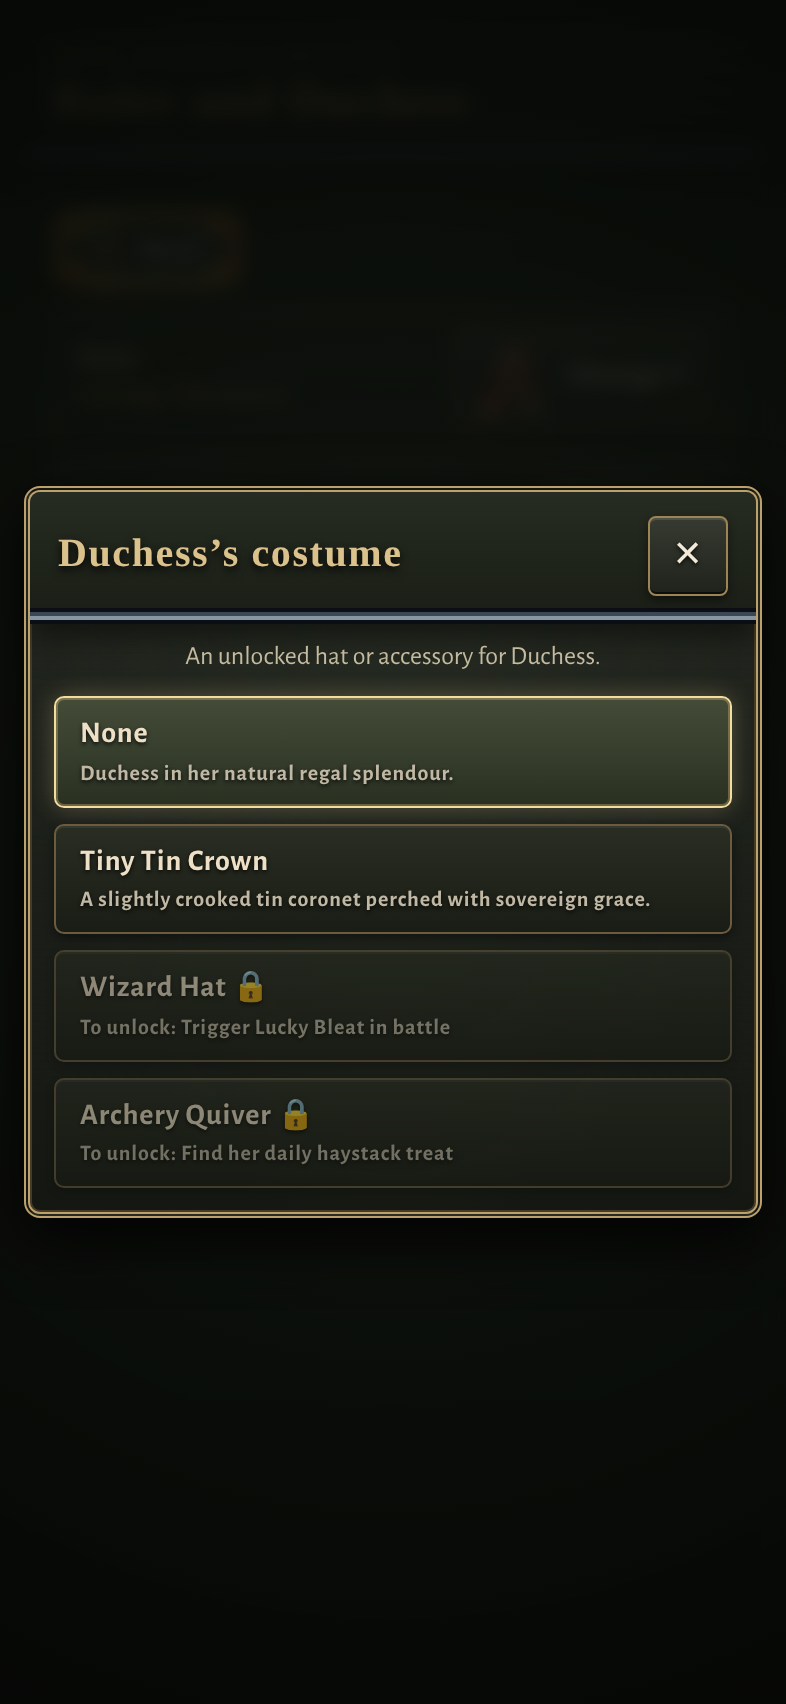 Duchess’s costume
×
An unlocked hat or accessory for Duchess.
None
Duchess in her natural regal splendour.
Tiny Tin Crown
A slightly crooked tin coronet perched with sovereign grace.
Wizard Hat 🔒
To unlock: Trigger Lucky Bleat in battle
Archery Quiver 🔒
To unlock: Find her daily haystack treat